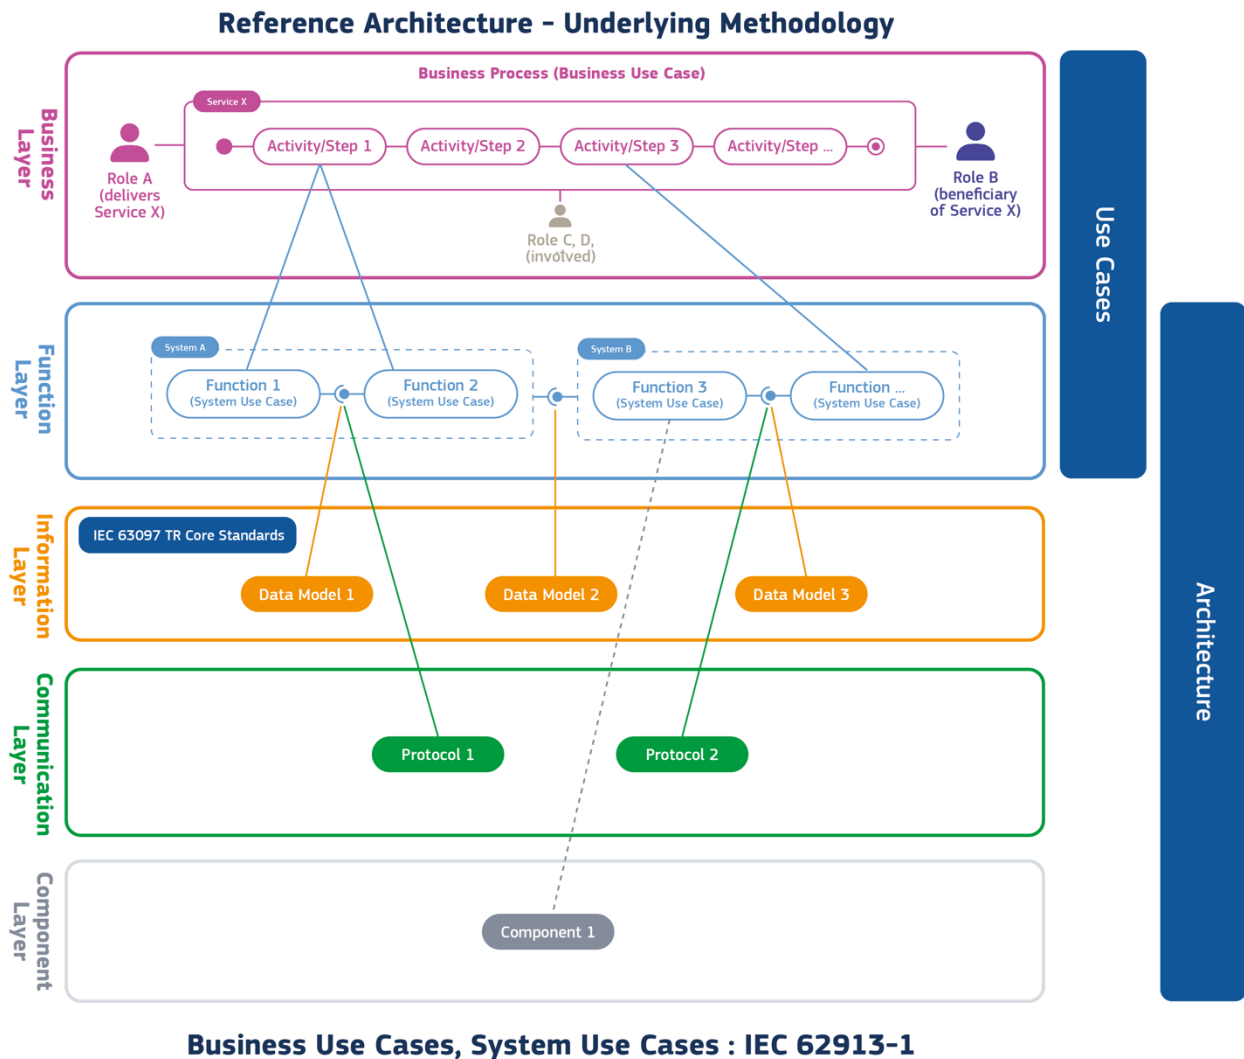 Reference Architecture – Underlying Methodology
Business Layer
Business Process (Business Use Case)
Service X
Activity/Step 1
Activity/Step 2
Activity/Step 3
Activity/Step ...
Role A
(delivers
Service X)
Role B
(beneficiary
of Service X)
Role C, D,
(involved)
Use Cases
Function
Layer
System A
Function 1
(System Use Case)
Function 2
(System Use Case)
System B
Function 3
(System Use Case)
Function ...
(System Use Case)
Architecture
Information
Layer
IEC 63097 TR Core Standards
Data Model 1
Data Model 2
Data Model 3
Communication
Layer
Protocol 1
Protocol 2
Component
Layer
Component 1
Business Use Cases, System Use Cases : IEC 62913-1